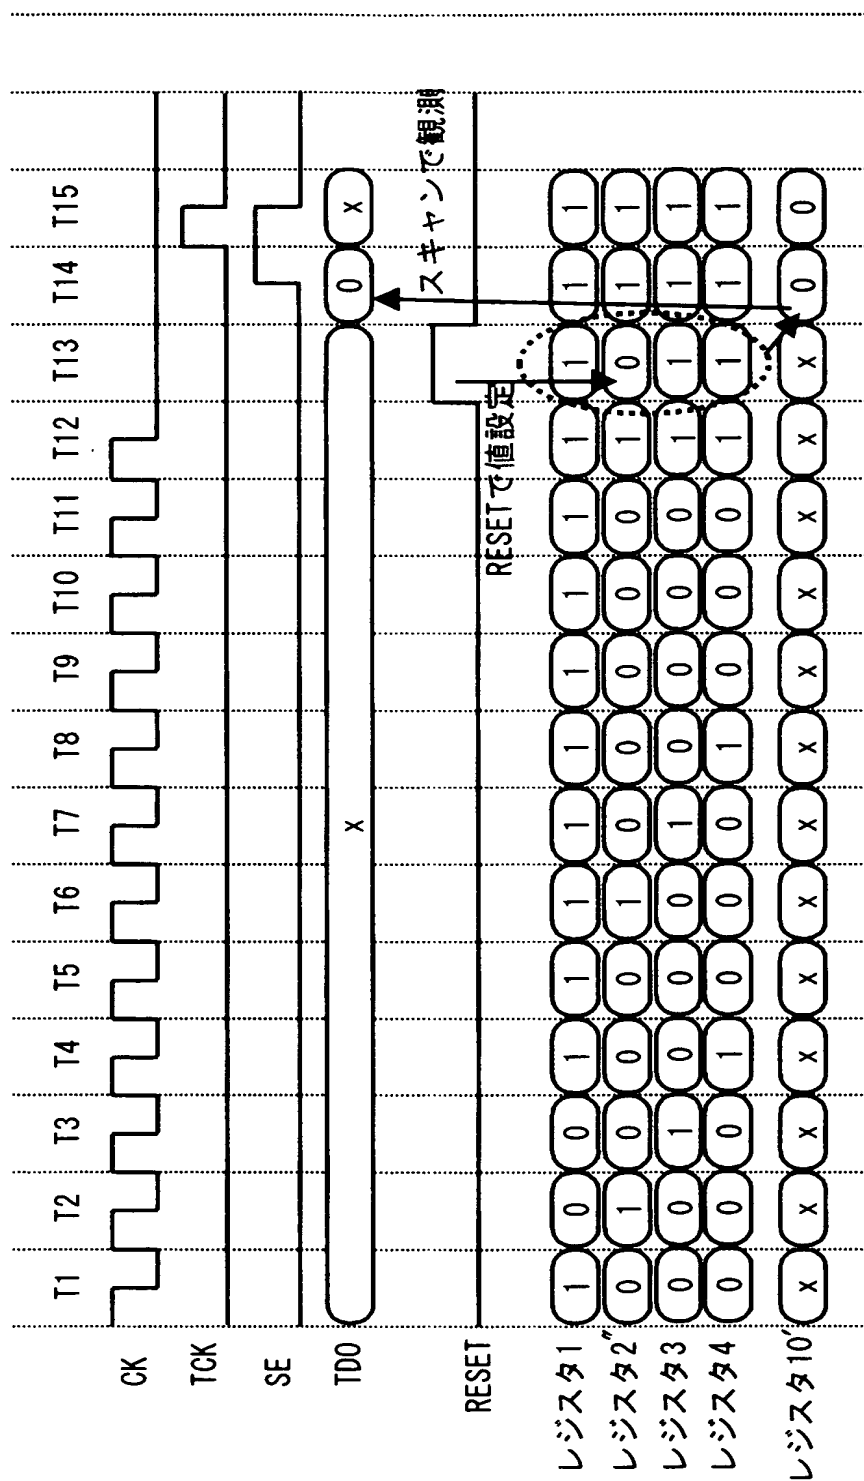 T1 T2 T3 T4 T5 T6 T7 T8 T9 T10 T11 T12 T13 T14 T15
CK
TCK
SE
TDO x 0 x
スキャンで観測
RESET
RESETで値設定
レジスタ1 1 0 0 1 1 1 1 1 1 1 1 1 1 1 1
レジスタ2" 0 1 0 0 0 1 0 0 0 0 0 1 0 1 1
レジスタ3 0 0 1 0 0 0 1 0 0 0 0 1 1 1 1
レジスタ4 0 0 0 1 0 0 0 1 0 0 0 1 1 1 1
レジスタ10' x x x x x x x x x x x x x 0 0